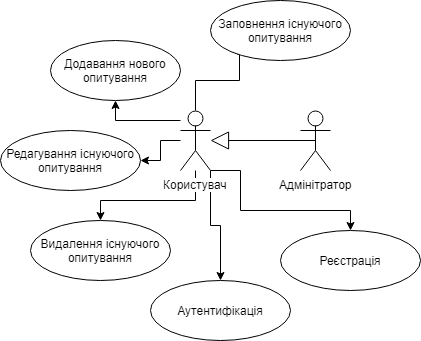 Заповнення існуючого
опитування
Додавання нового
опитування
Редагування існуючого
опитування
Користувач
Адмінітратор
Видалення існуючого
опитування
Реєстрація
Аутентифікація